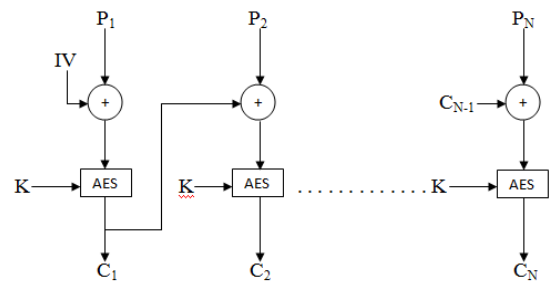 P1 P2 PN
IV
+ + CN-1 +
K AES K AES ............. K AES
C1 C2 CN